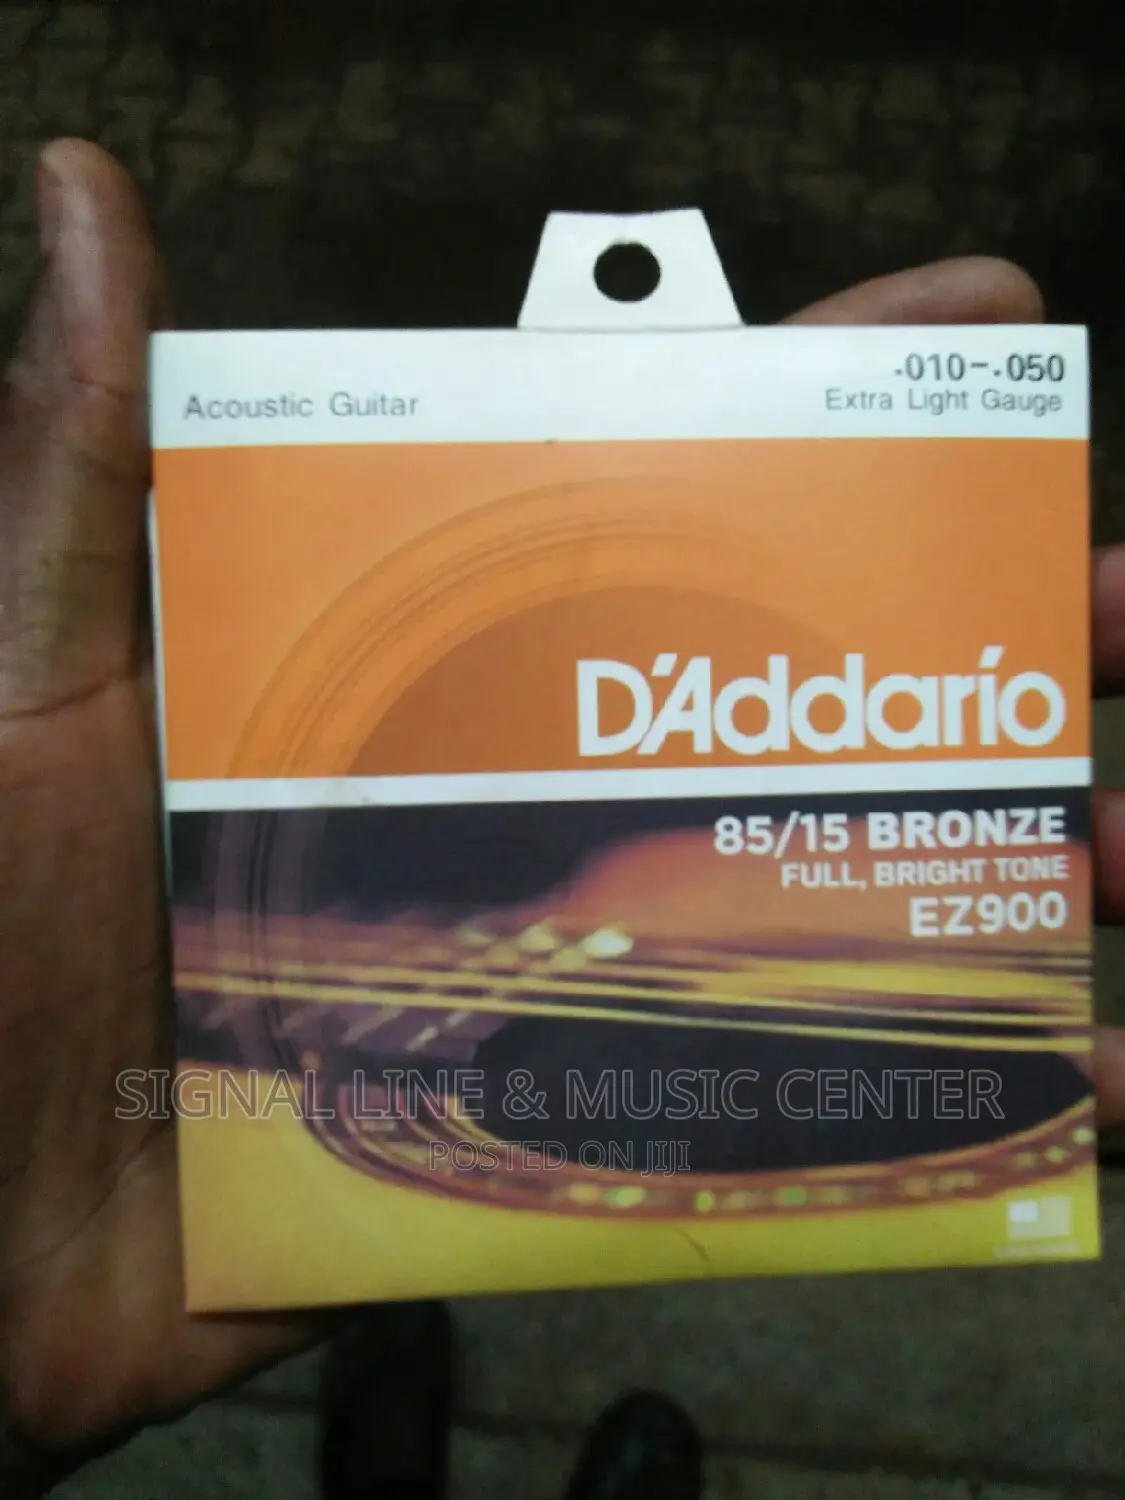 .010-.050
Acoustic Guitar
Extra Light Gauge
D'Addario
85/15 BRONZE
FULL, BRIGHT TONE
EZ900
SIGNAL LINE & MUSIC CENTER
POSTED ON JIJI